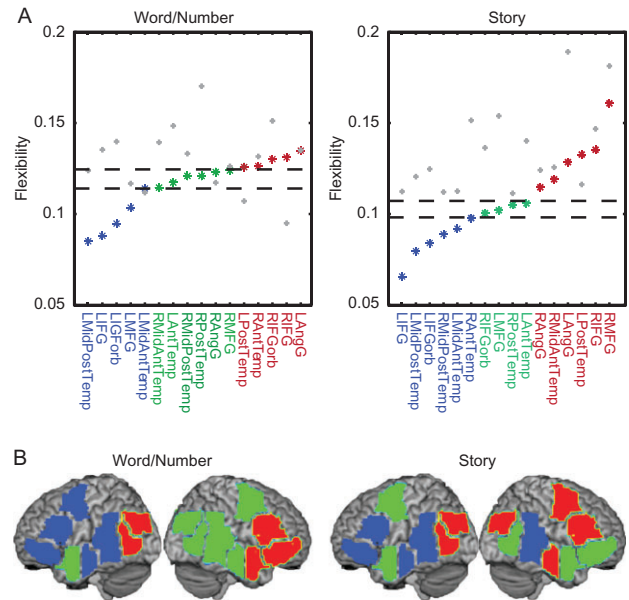 A
Word/Number
Story
Flexibility
0.2
0.15
0.1
0.05
LMidPostTemp
LIFG
LIGForb
LMFG
LMidAntTemp
RMidAntTemp
LAntTemp
RMidPostTemp
RPostTemp
RAngG
RMFG
LPostTemp
RAntTemp
RIFGorb
RIFG
LAngG
Flexibility
0.2
0.15
0.1
0.05
LIFG
LMidPostTemp
LIFGorb
RMidPostTemp
LMidAntTemp
RAntTemp
RIFGorb
LMFG
RPostTemp
LAntTemp
RAngG
RMidAntTemp
LAngG
LPostTemp
RIFG
RMFG
B
Word/Number
Story